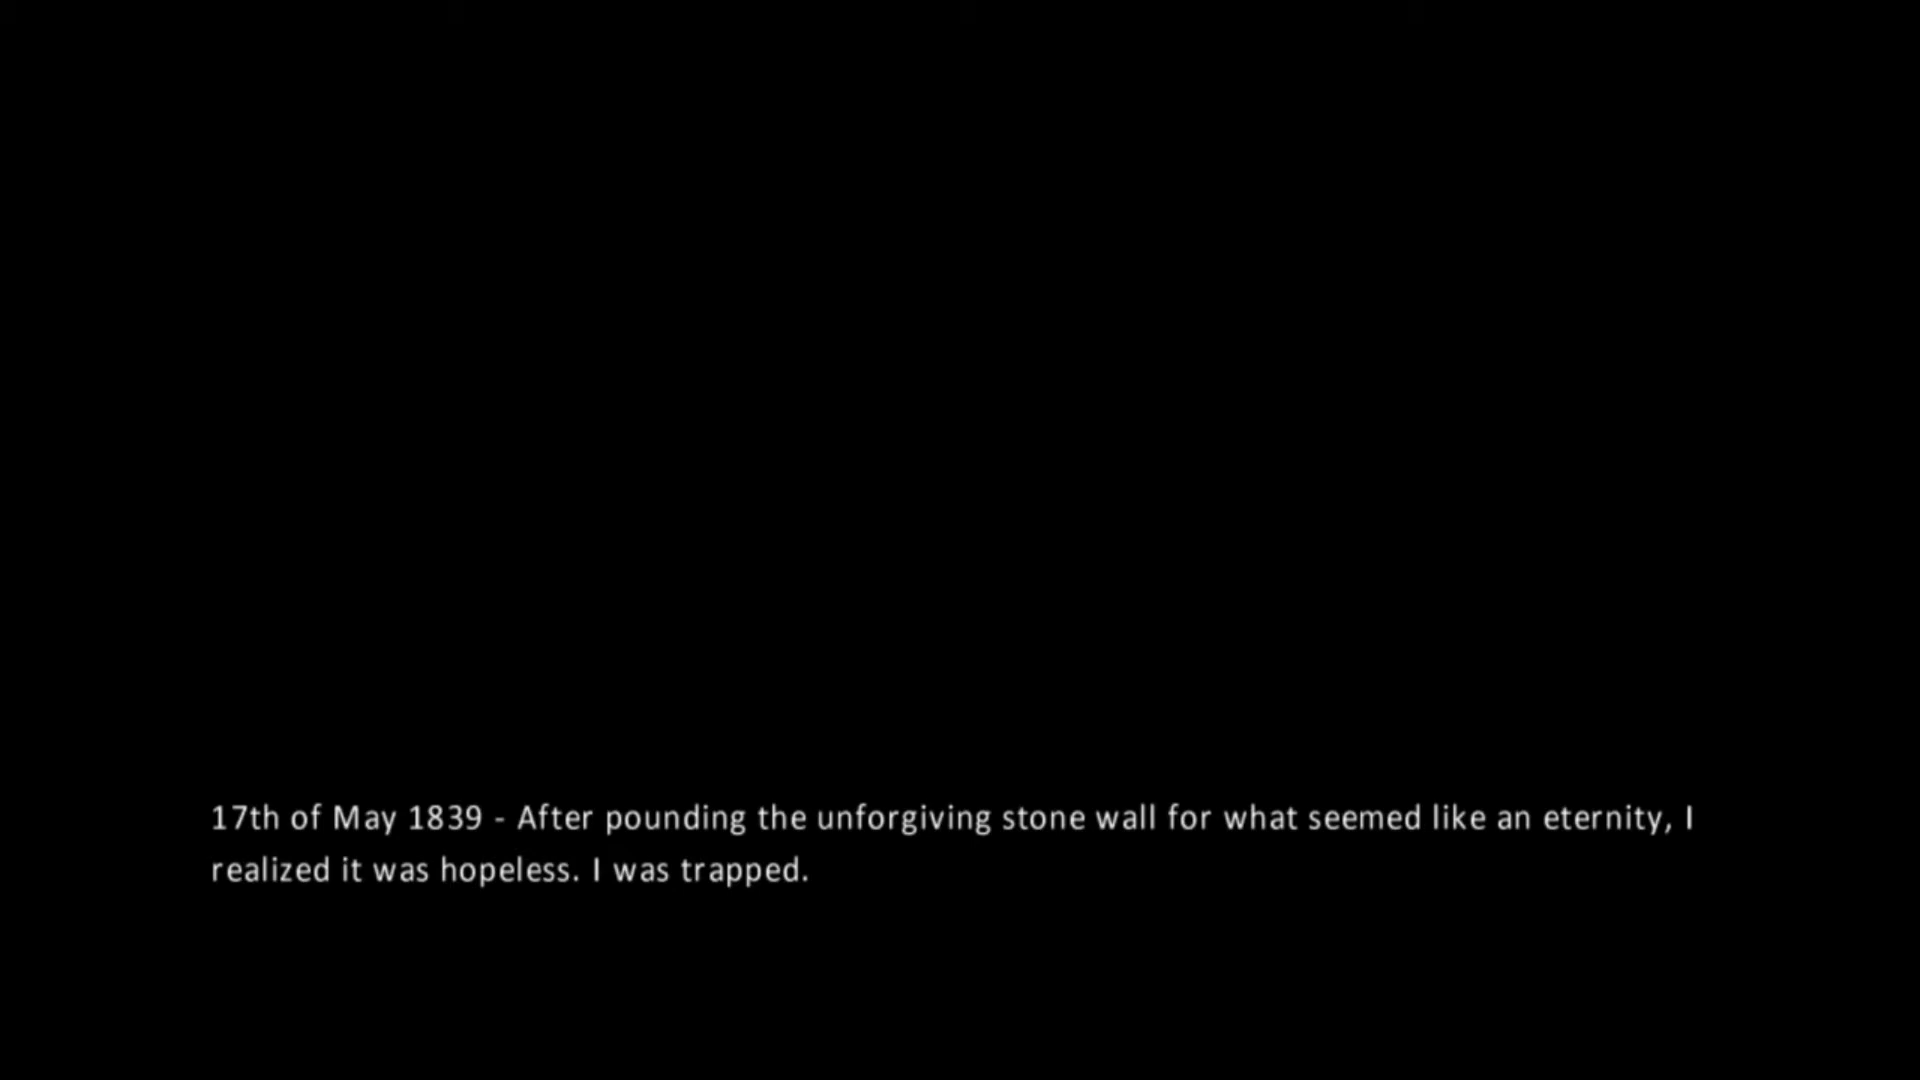 17th of May 1839 - After pounding the unforgiving stone wall for what seemed like an eternity, I
realized it was hopeless. I was trapped.